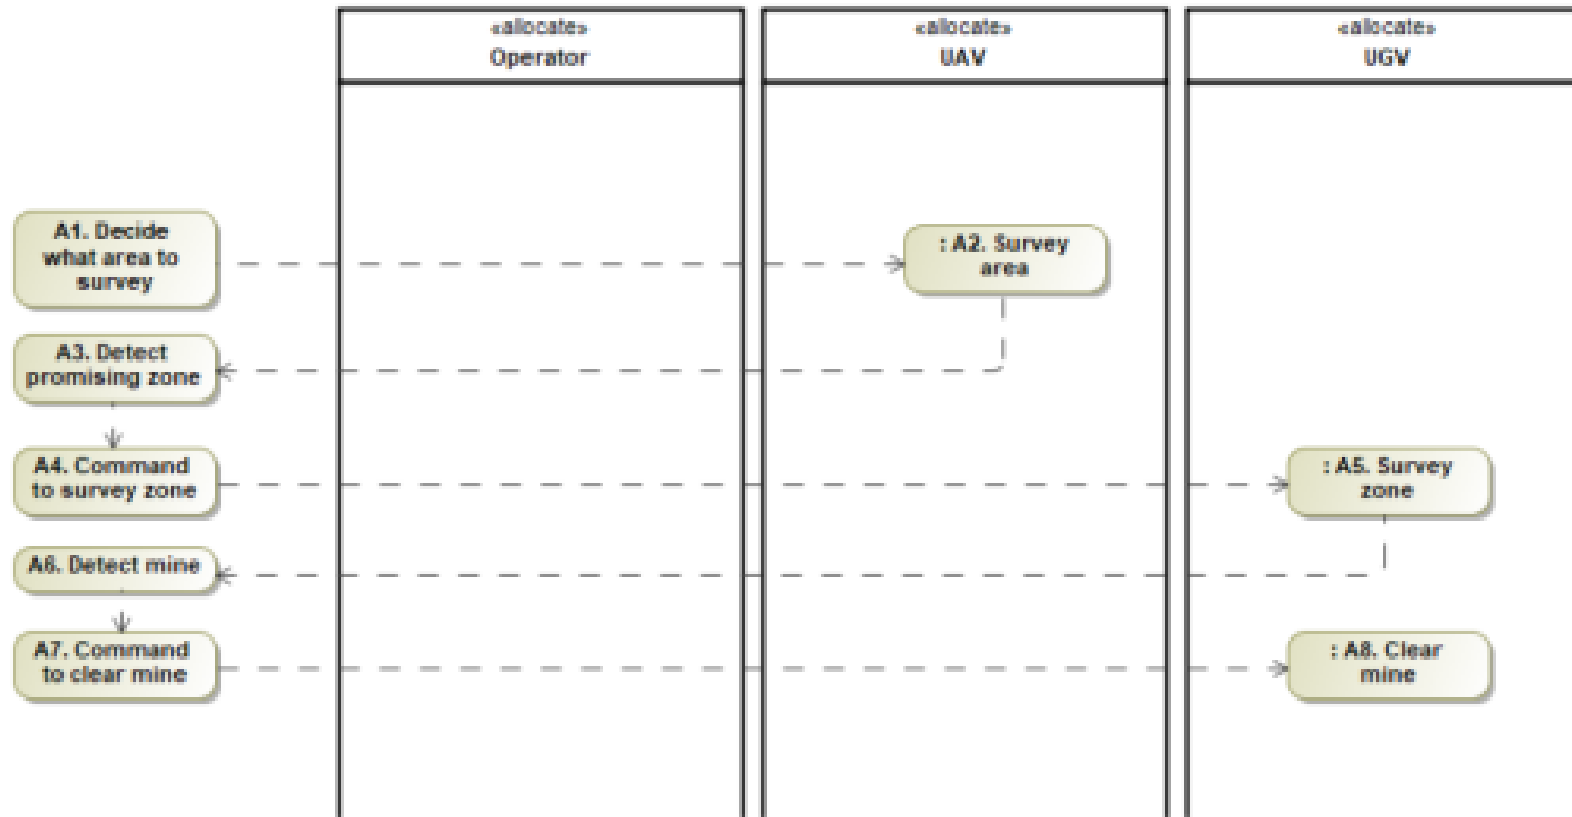 «allocate»
Operator
«allocate»
UAV
«allocate»
UGV
A1. Decide
what area to
survey
: A2. Survey
area
A3. Detect
promising zone
A4. Command
to survey zone
: A5. Survey
zone
A6. Detect mine
A7. Command
to clear mine
: A8. Clear
mine